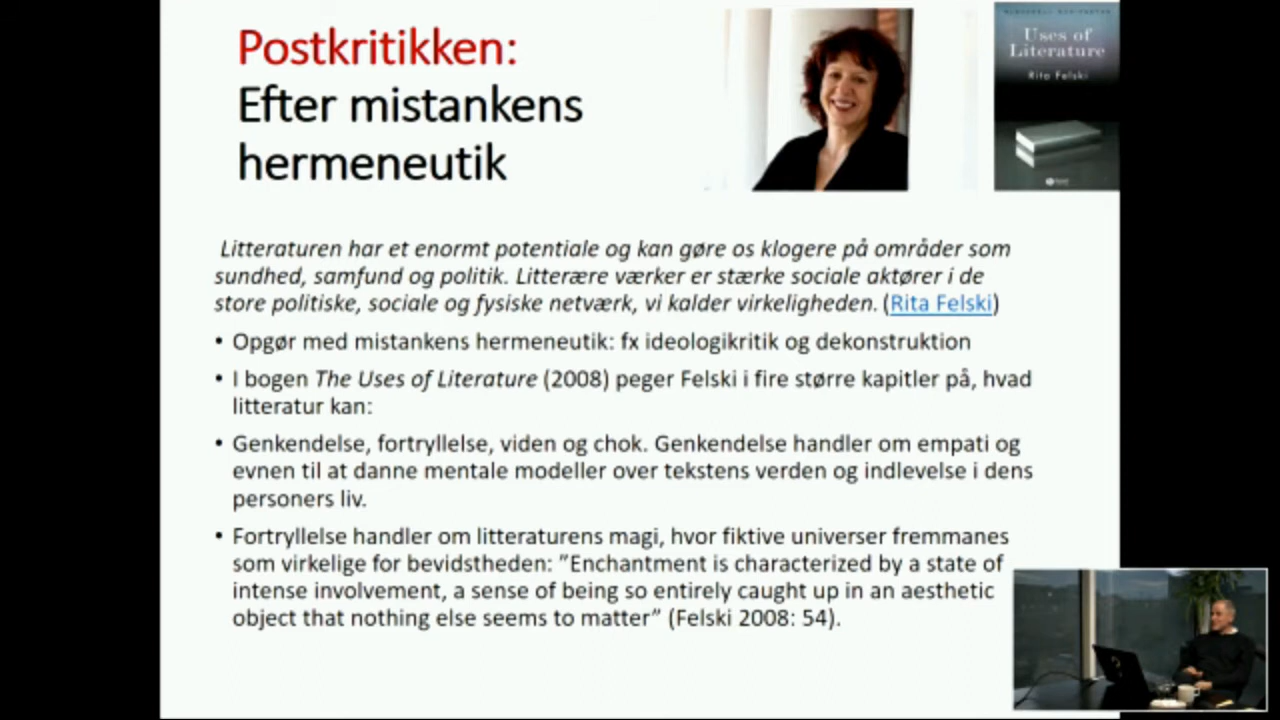 Postkritikken:
Efter mistankens
hermeneutik
Uses of
Literature
Rita Felski
Litteraturen har et enormt potentiale og kan gøre os klogere på områder som
sundhed, samfund og politik. Litterære værker er stærke sociale aktører i de
store politiske, sociale og fysiske netværk, vi kalder virkeligheden. (Rita Felski)
• Opgør med mistankens hermeneutik: fx ideologikritik og dekonstruktion
• I bogen The Uses of Literature (2008) peger Felski i fire større kapitler på, hvad
litteratur kan:
• Genkendelse, fortryllelse, viden og chok. Genkendelse handler om empati og
evnen til at danne mentale modeller over tekstens verden og indlevelse i dens
personers liv.
• Fortryllelse handler om litteraturens magi, hvor fiktive universer fremmanes
som virkelige for bevidstheden: ”Enchantment is characterized by a state of
intense involvement, a sense of being so entirely caught up in an aesthetic
object that nothing else seems to matter” (Felski 2008: 54).